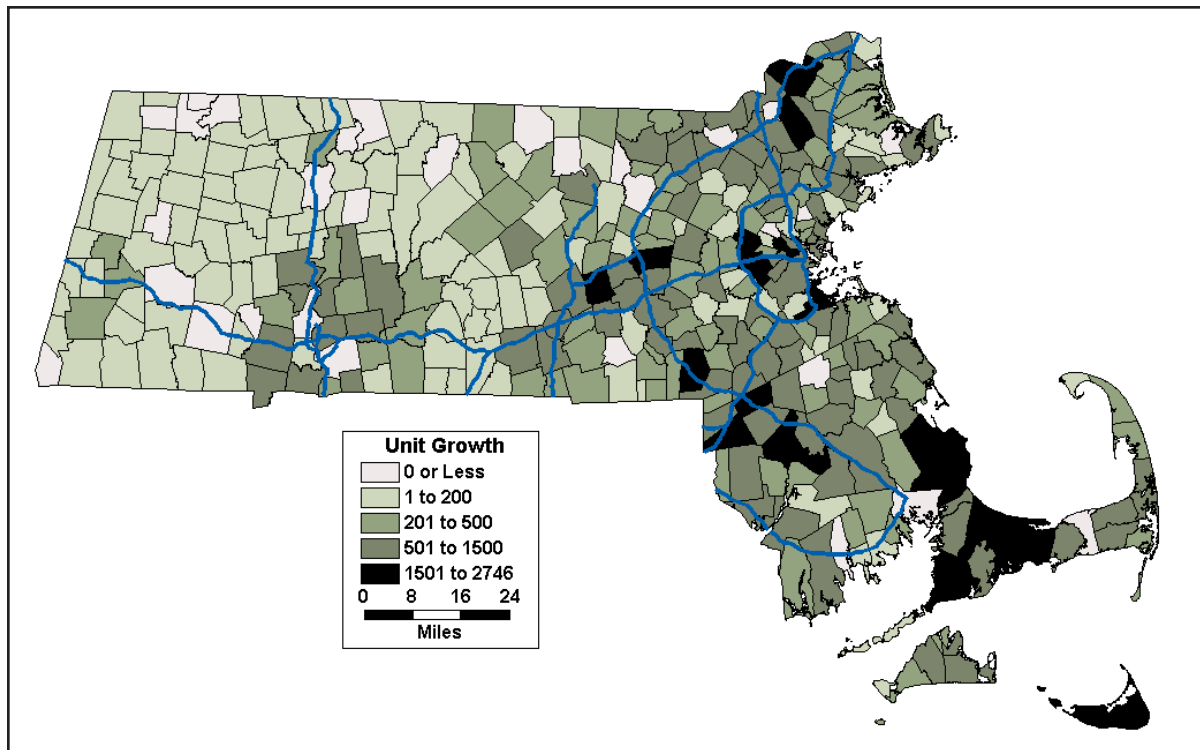 Unit Growth
0 or Less
1 to 200
201 to 500
501 to 1500
1501 to 2746
0 8 16 24
Miles